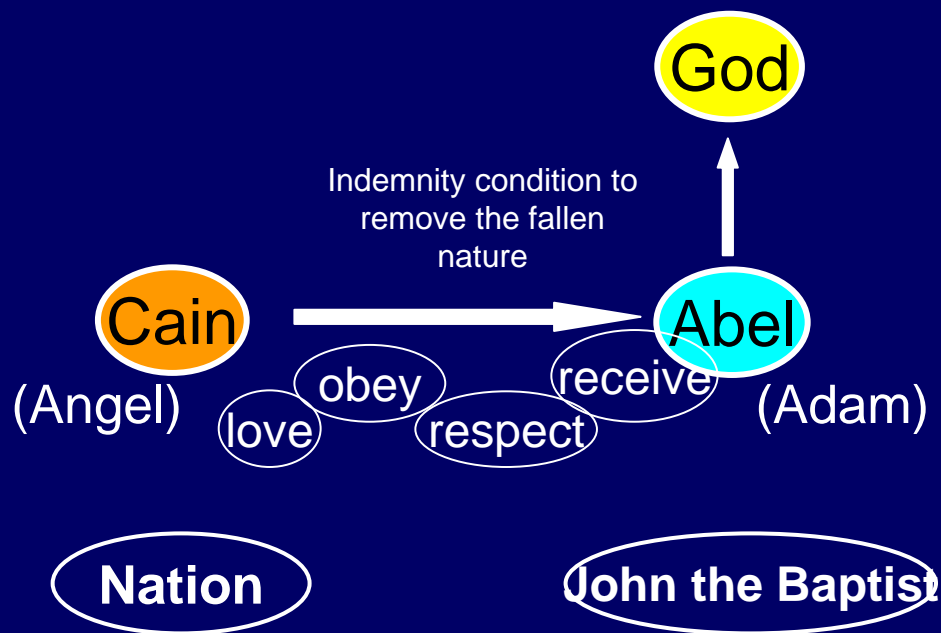 God
Indemnity condition to
remove the fallen
nature
Cain
Abel
(Angel)
love
obey
respect
receive
(Adam)
Nation
John the Baptist